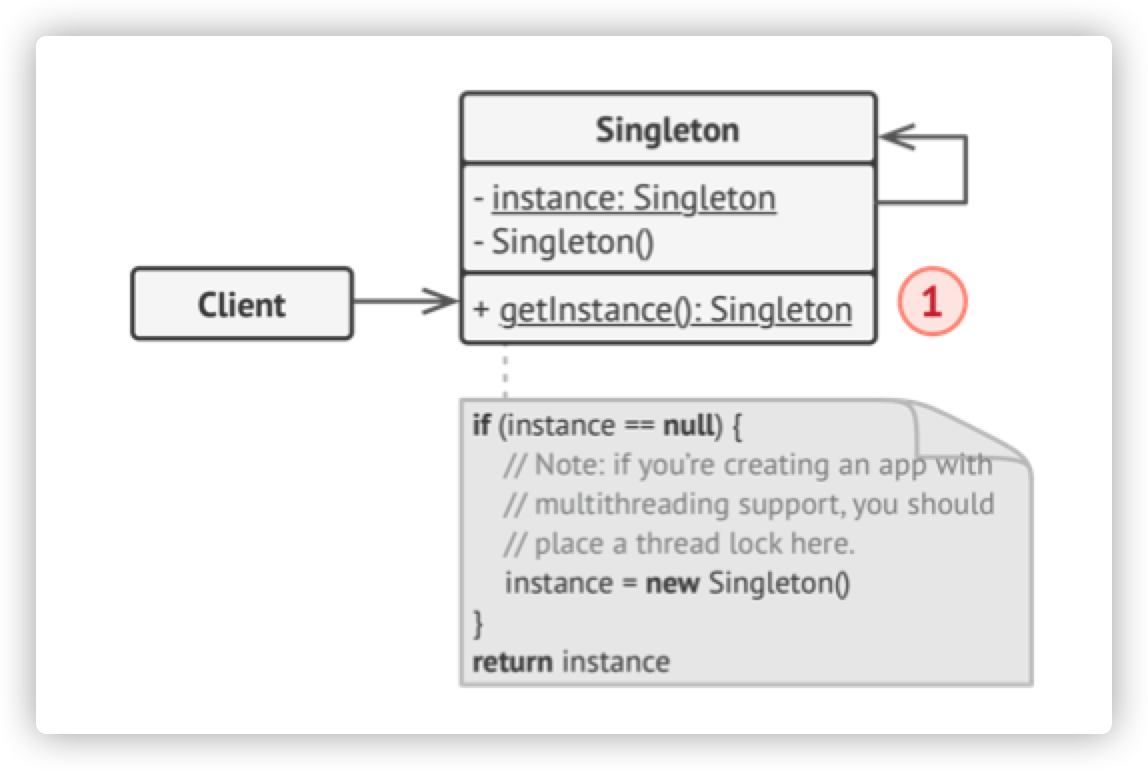 Singleton
- instance: Singleton
- Singleton()
Client
+ getInstance(): Singleton
1
if (instance == null) {
// Note: if you're creating an app with
// multithreading support, you should
// place a thread lock here.
instance = new Singleton()
}
return instance